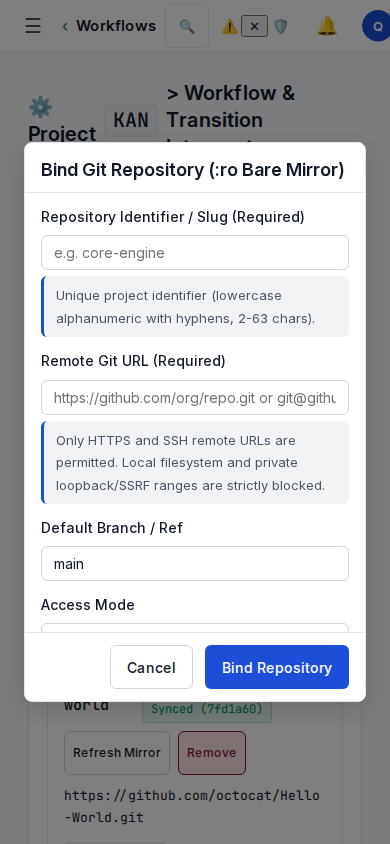 Workflows
Q
Project KAN > Workflow & Transition
Bind Git Repository (:ro Bare Mirror)
Repository Identifier / Slug (Required)
e.g. core-engine
Unique project identifier (lowercase
alphanumeric with hyphens, 2-63 chars).
Remote Git URL (Required)
https://github.com/org/repo.git or git@githu
Only HTTPS and SSH remote URLs are
permitted. Local filesystem and private
loopback/SSRF ranges are strictly blocked.
Default Branch / Ref
main
Access Mode
Cancel
Bind Repository
world
Synced (7fd1a60)
Refresh Mirror
Remove
https://github.com/octocat/Hello
-World.git